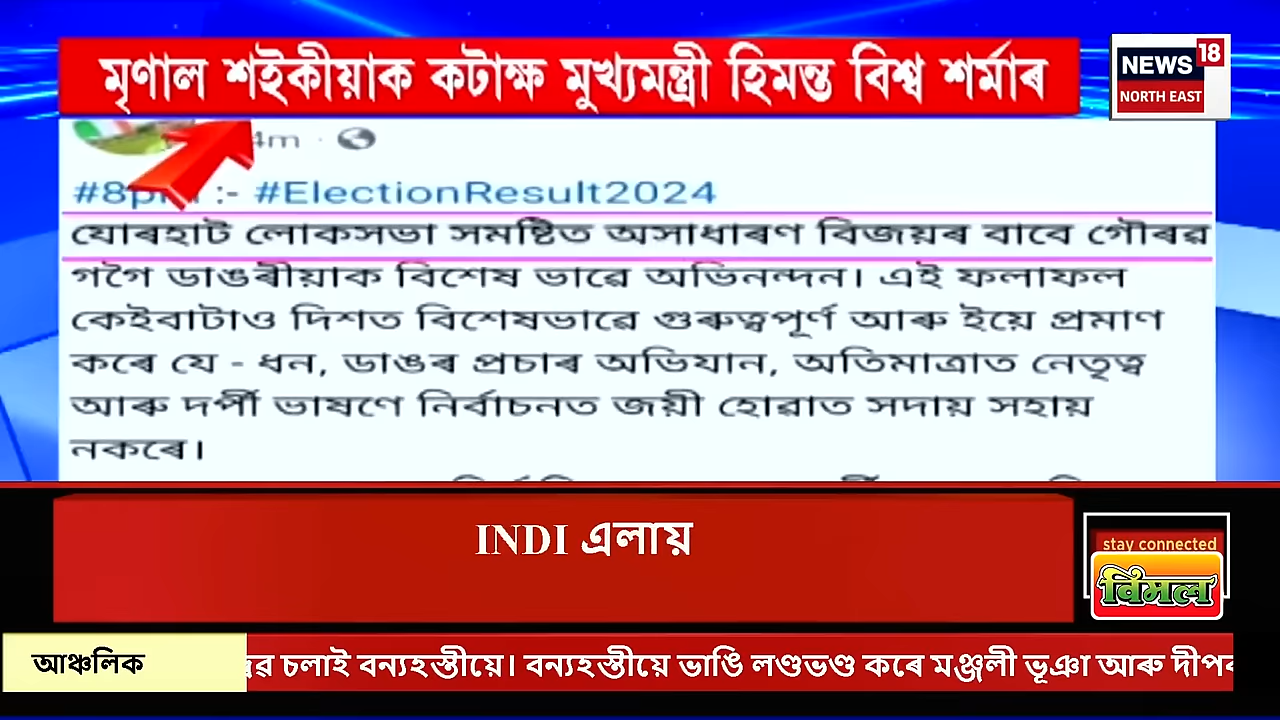 মৃণাল শইকীয়াক কটাক্ষ মুখ্যমন্ত্ৰী হিমন্ত বিশ্ব শৰ্মাৰ
NEWS 18
NORTH EAST
4m ·
#8pm :- #ElectionResult2024
যোৰহাট লোকসভা সমষ্টিত অসাধাৰণ বিজয়ৰ বাবে গৌৰৱ
গগৈ ডাঙৰীয়াক বিশেষ ভাৱে অভিনন্দন। এই ফলাফল
কেইবাটাও দিশত বিশেষভাৱে গুৰুত্বপূৰ্ণ আৰু ইয়ে প্ৰমাণ
কৰে যে - ধন, ডাঙৰ প্ৰচাৰ অভিযান, অতিমাত্ৰাত নেতৃত্ব
আৰু দৰ্পী ভাষণে নিৰ্বাচনত জয়ী হোৱাত সদায় সহায়
নকৰে।
INDI এলায়
stay connected
বিমল
আঞ্চলিক
চলাই বন্যহস্তীয়ে। বন্যহস্তীয়ে ভাঙি লণ্ডভণ্ড কৰে মঞ্জলী ভূঞা আৰু